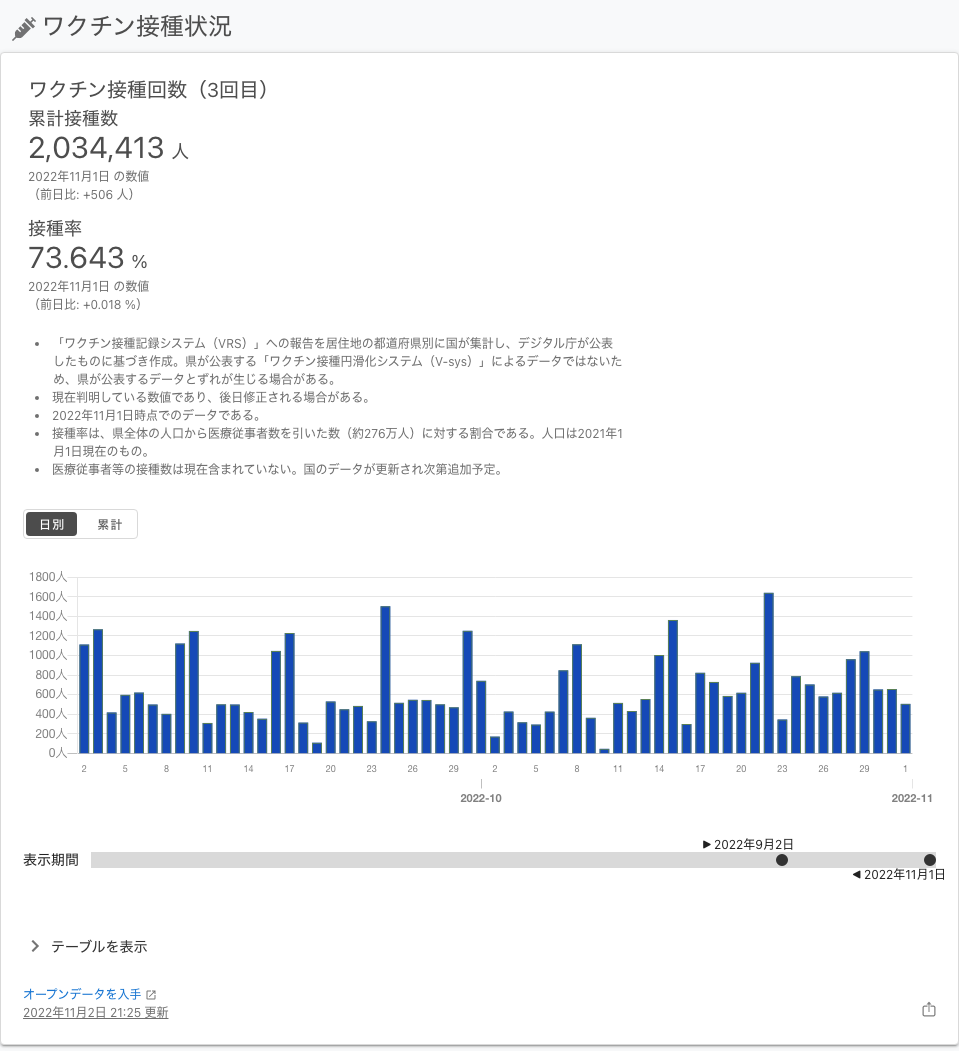 ワクチン接種状況
ワクチン接種回数（3回目）
累計接種数
2,034,413 人
2022年11月1日 の数値
（前日比: +506 人）
接種率
73.643 %
2022年11月1日 の数値
（前日比: +0.018 %）
• 「ワクチン接種記録システム（VRS）」への報告を居住地の都道府県別に国が集計し、デジタル庁が公表
したものに基づき作成。県が公表する「ワクチン接種円滑化システム（V-sys）」によるデータではないた
め、県が公表するデータとずれが生じる場合がある。
• 現在判明している数値であり、後日修正される場合がある。
• 2022年11月1日時点でのデータである。
• 接種率は、県全体の人口から医療従事者数を引いた数（約276万人）に対する割合である。人口は2021年1
月1日現在のもの。
• 医療従事者等の接種数は現在含まれていない。国のデータが更新され次第追加予定。
日別 累計
1800人
1600人
1400人
1200人
1000人
800人
600人
400人
200人
0人
2 5 8 11 14 17 20 23 26 29 2 5 8 11 14 17 20 23 26 29 1
2022-10 2022-11
▶ 2022年9月2日
表示期間
◀ 2022年11月1日
テーブルを表示
オープンデータを入手
2022年11月2日 21:25 更新